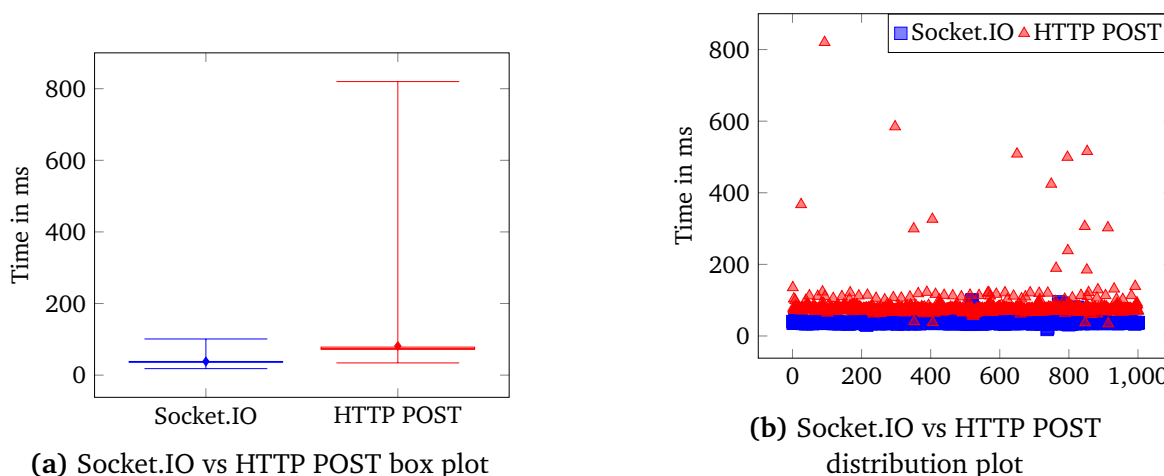 800
600
400
200
0
Time in ms
Socket.IO
HTTP POST
(a) Socket.IO vs HTTP POST box plot
Socket.IO HTTP POST
800
600
400
200
0
Time in ms
0 200 400 600 800 1,000
(b) Socket.IO vs HTTP POST
distribution plot